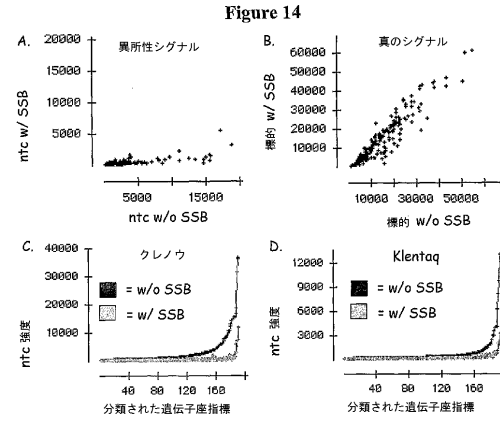 Figure 14
A.
異所性シグナル
20000
15000
10000
5000
ntc w/ SSB
5000
15000
ntc w/o SSB
B.
真のシグナル
60000
50000
40000
30000
20000
10000
標的 w/ SSB
10000
30000
50000
標的 w/o SSB
C.
クレノウ
40000
30000
20000
10000
ntc 強度
= w/o SSB
= w/ SSB
40
80
120
160
分類された遺伝子座指標
D.
Klentaq
12000
9000
6000
3000
ntc 強度
= w/o SSB
= w/ SSB
40
80
120
160
分類された遺伝子座指標